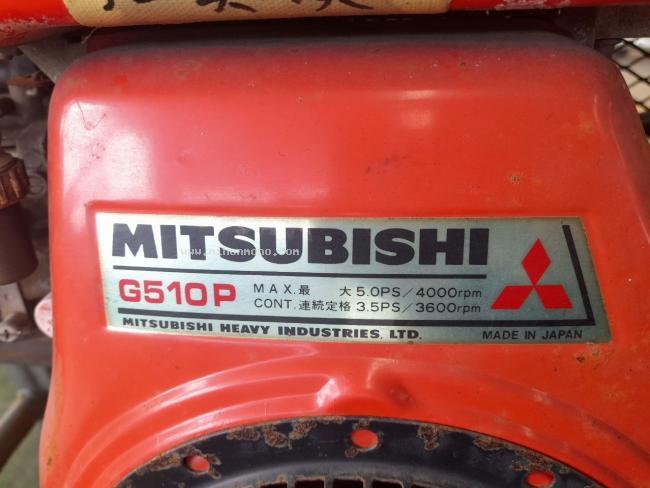 MITSUBISHI
G510P
MAX.最 大 5.0PS/4000rpm
CONT.連続定格 3.5PS/3600rpm
MITSUBISHI HEAVY INDUSTRIES, LTD.
MADE IN JAPAN